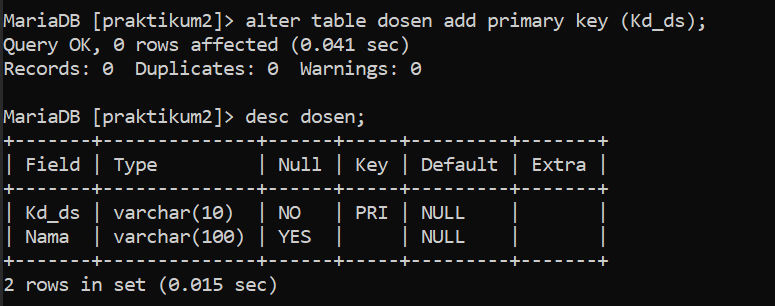 MariaDB [praktikum2]> alter table dosen add primary key (Kd_ds);
Query OK, 0 rows affected (0.041 sec)
Records: 0  Duplicates: 0  Warnings: 0

MariaDB [praktikum2]> desc dosen;
+-------+--------------+------+-----+---------+-------+
| Field | Type         | Null | Key | Default | Extra |
+-------+--------------+------+-----+---------+-------+
| Kd_ds | varchar(10)  | NO   | PRI | NULL    |       |
| Nama  | varchar(100) | YES  |     | NULL    |       |
+-------+--------------+------+-----+---------+-------+
2 rows in set (0.015 sec)